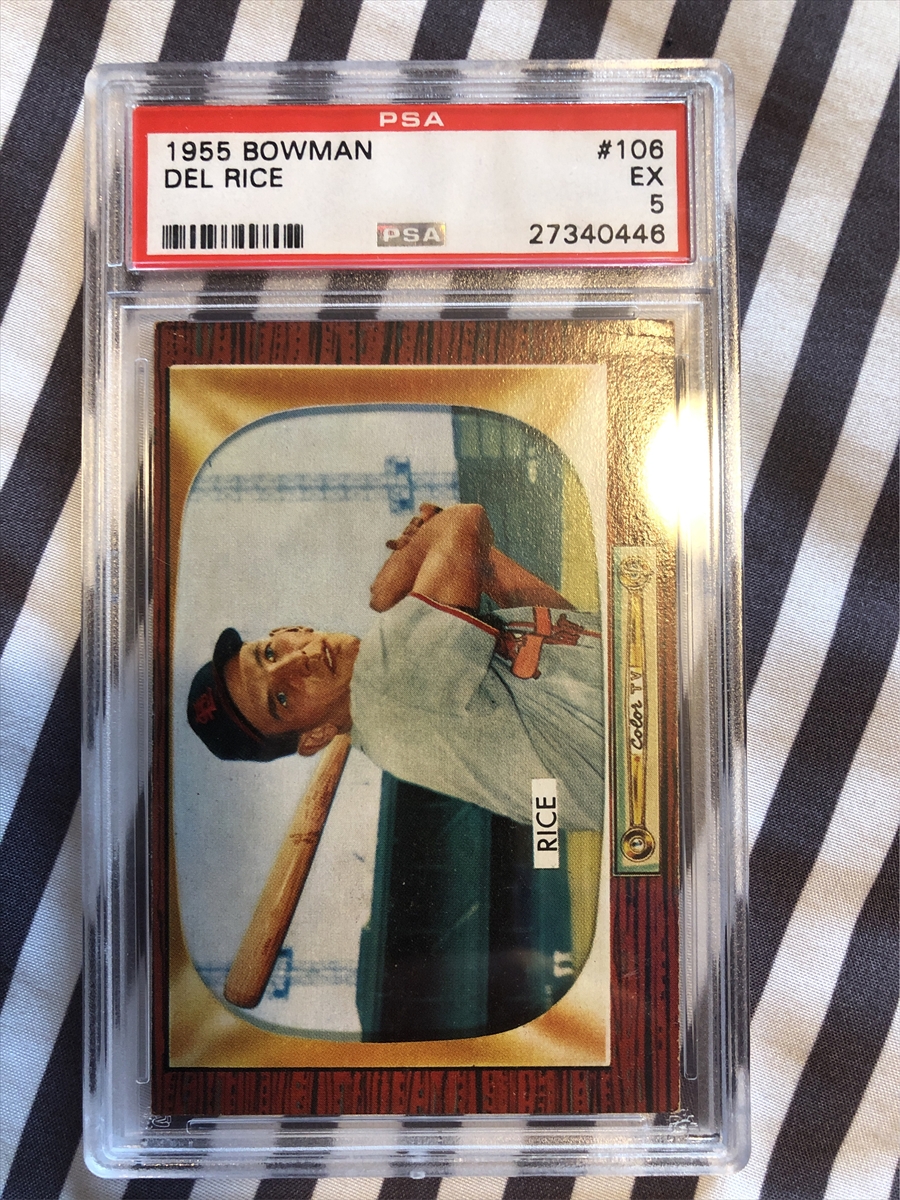 PSA
1955 BOWMAN #106
DEL RICE EX
5
PSA 27340446
RICE
Color TV